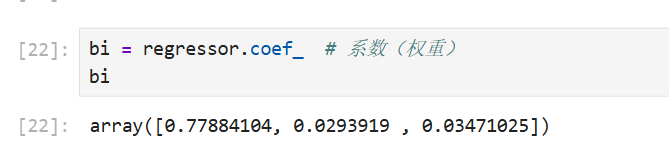 [22]: bi = regressor.coef_  # 系数（权重）
bi
[22]: array([0.77884104, 0.0293919 , 0.03471025])